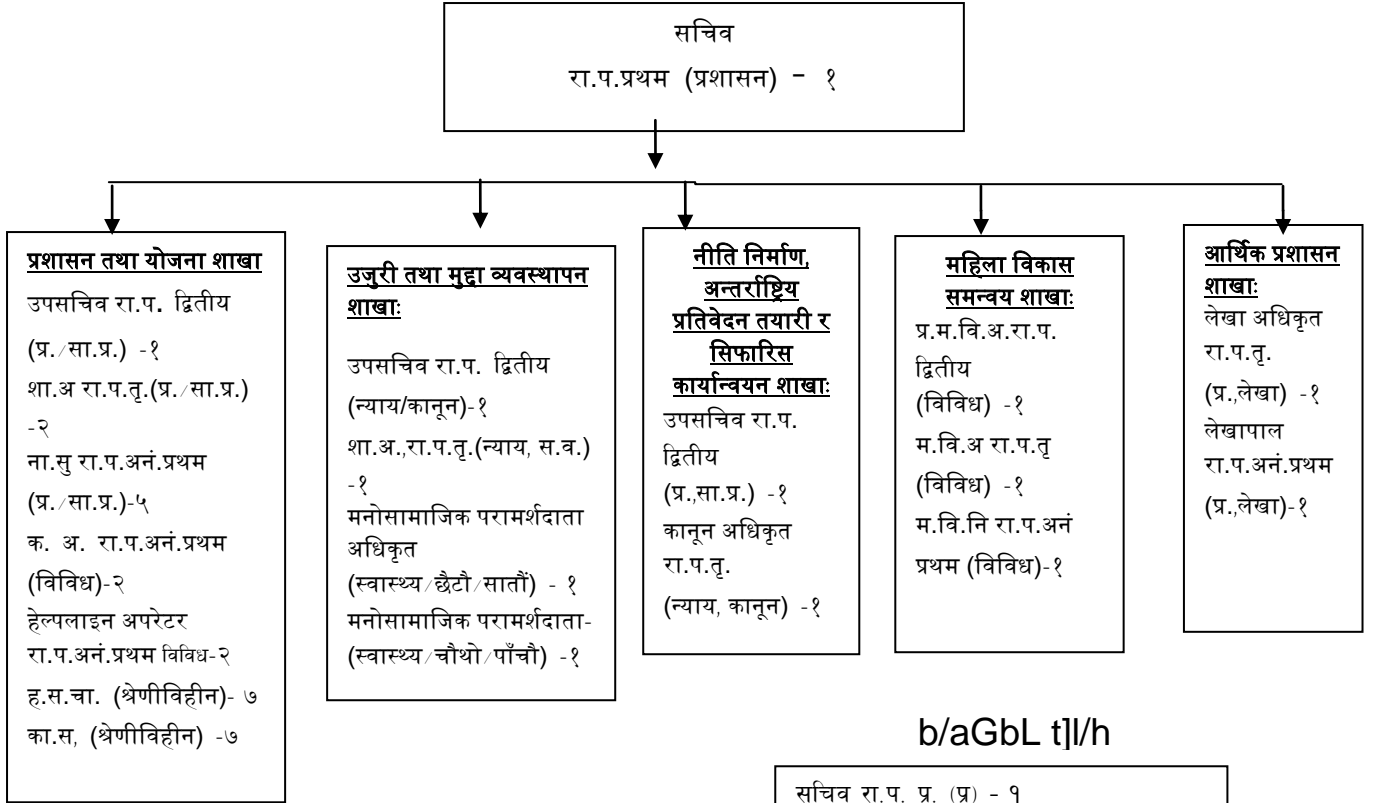 सचिव
रा.प.प्रथम (प्रशासन) - १
प्रशासन तथा योजना शाखा
उपसचिव रा.प. द्वितीय
(प्र./सा.प्र.) -१
शा.अ रा.प.तृ.(प्र./सा.प्र.)
-२
ना.सु रा.प.अनं.प्रथम
(प्र./सा.प्र.)-५
क. अ. रा.प.अनं.प्रथम
(विविध)-२
हेल्पलाइन अपरेटर
रा.प.अनं.प्रथम विविध-२
ह.स.चा. (श्रेणीविहीन)- ७
का.स, (श्रेणीविहीन) -७
उजुरी तथा मुद्दा व्यवस्थापन
शाखाः
उपसचिव रा.प. द्वितीय
(न्याय/कानून)-१
शा.अ.,रा.प.तृ.(न्याय, स.व.)
-१
मनोसामाजिक परामर्शदाता
अधिकृत
(स्वास्थ्य/छैटौ/सातौं) - १
मनोसामाजिक परामर्शदाता-
(स्वास्थ्य/चौथो/पाँचौ) -१
नीति निर्माण,
अन्तर्राष्ट्रिय
प्रतिवेदन तयारी र
सिफारिस
कार्यान्वयन शाखाः
उपसचिव रा.प.
द्वितीय
(प्र.,सा.प्र.) -१
कानून अधिकृत
रा.प.तृ.
(न्याय, कानून) -१
महिला विकास
समन्वय शाखाः
प्र.म.वि.अ.रा.प.
द्वितीय
(विविध) -१
म.वि.अ रा.प.तृ
(विविध) -१
म.वि.नि रा.प.अनं
प्रथम (विविध)-१
आर्थिक प्रशासन
शाखाः
लेखा अधिकृत
रा.प.तृ.
(प्र.,लेखा) -१
लेखापाल
रा.प.अनं.प्रथम
(प्र.,लेखा)-१
b/aGbL t]l/h
सचिव रा.प. प्र. (प्र) - १